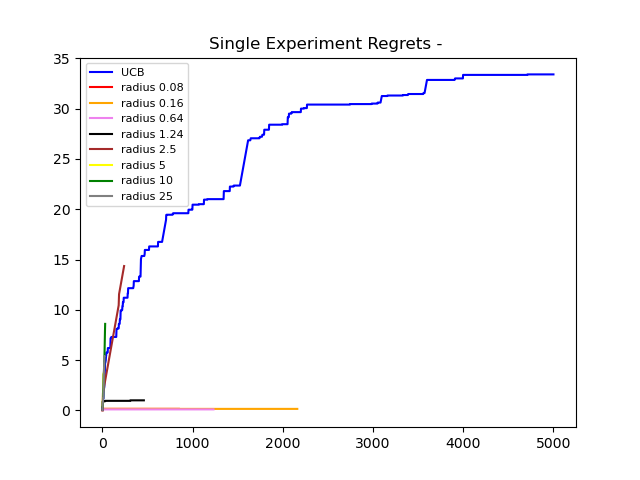 Single Experiment Regrets -
35
30
25
20
15
10
5
0
UCB
radius 0.08
radius 0.16
radius 0.64
radius 1.24
radius 2.5
radius 5
radius 10
radius 25
0 1000 2000 3000 4000 5000